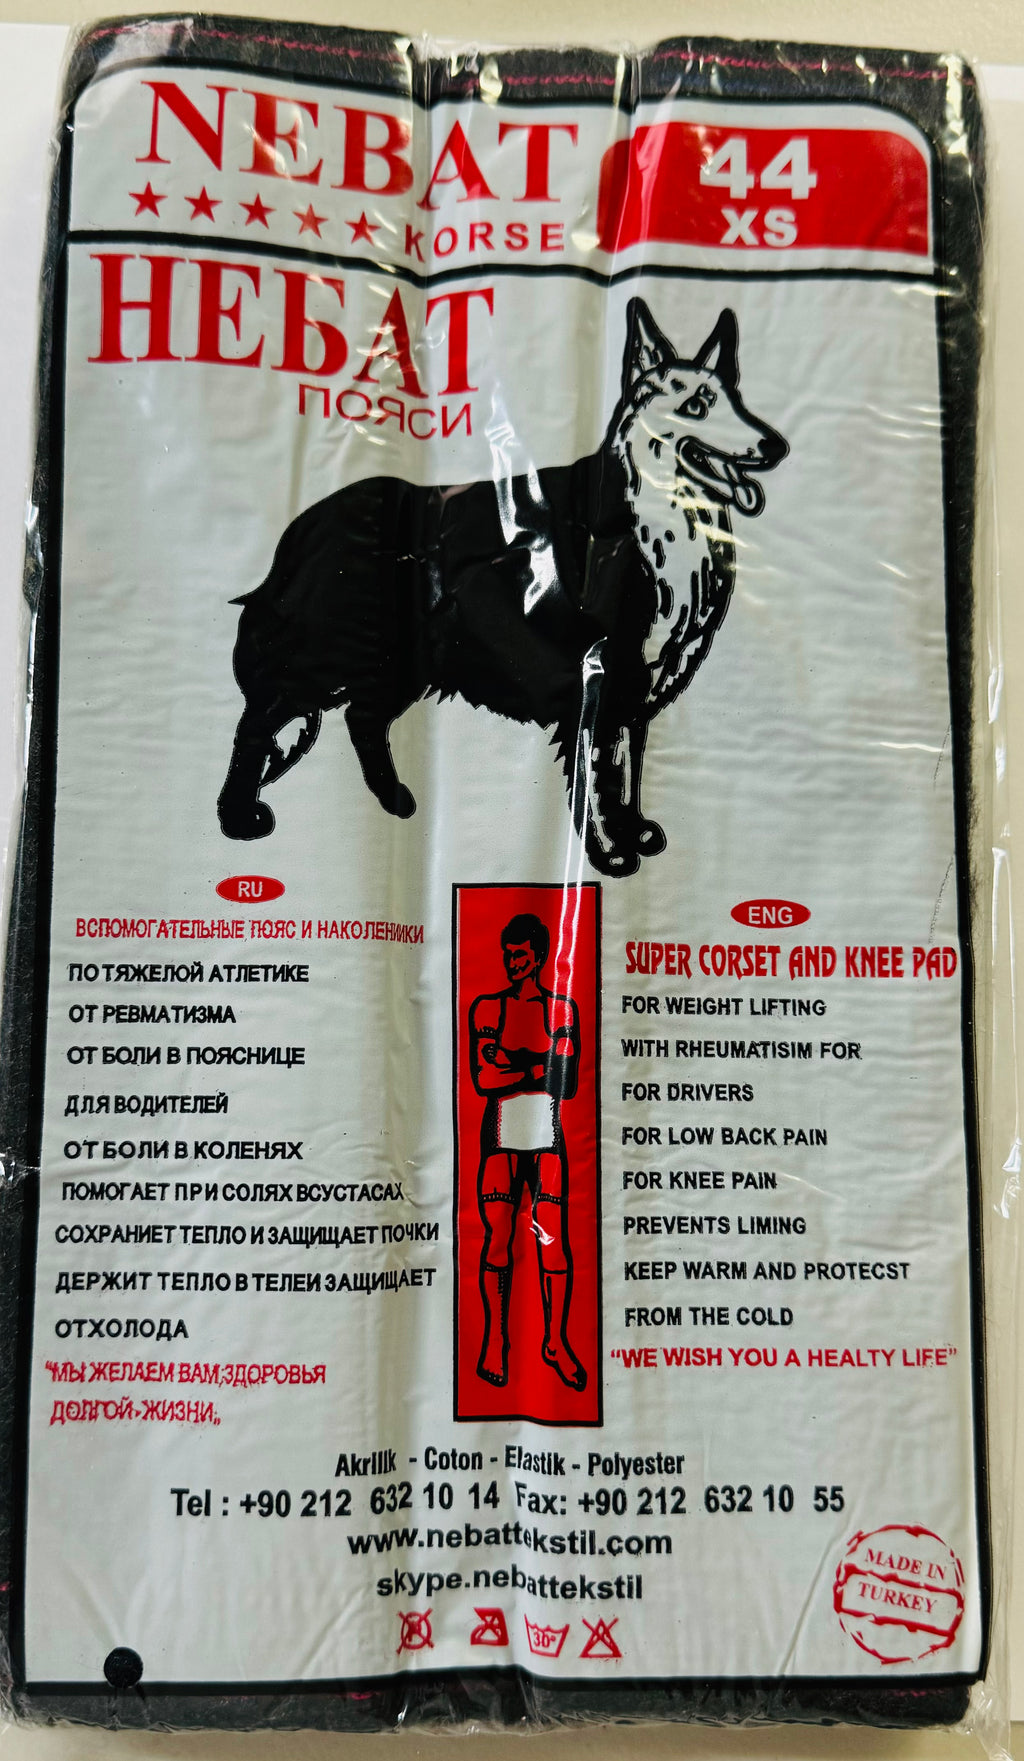 NEBAT
KORSE
44
XS
НЕБАТ
ПОЯСИ
RU
ВСПОМОГАТЕЛЬНЫЕ ПОЯС И НАКОЛЕННИКИ
ПО ТЯЖЕЛОЙ АТЛЕТИКЕ
ОТ РЕВМАТИЗМА
ОТ БОЛИ В ПОЯСНИЦЕ
ДЛЯ ВОДИТЕЛЕЙ
ОТ БОЛИ В КОЛЕНЯХ
ПОМОГАЕТ ПРИ СОЛЯХ ВСУСТАСАХ
СОХРАНИЕТ ТЕПЛО И ЗАЩИЩАЕТ ПОЧКИ
ДЕРЖИТ ТЕПЛО В ТЕЛЕИ ЗАЩИЩАЕТ
ОТХОЛОДА
"МЫ ЖЕЛАЕМ ВАМ,ЗДОРОВЬЯ
ДОЛГОЙ-ЖИЗНИ„
ENG
SUPER CORSET AND KNEE PAD
FOR WEIGHT LIFTING
WITH RHEUMATISIM FOR
FOR DRIVERS
FOR LOW BACK PAIN
FOR KNEE PAIN
PREVENTS LIMING
KEEP WARM AND PROTECST
FROM THE COLD
"WE WISH YOU A HEALTY LIFE"
Akrilik - Coton - Elastik - Polyester
Tel : +90 212 632 10 14 Fax: +90 212 632 10 55
www.nebattekstil.com
skype.nebattekstil
30°
MADE IN
TURKEY